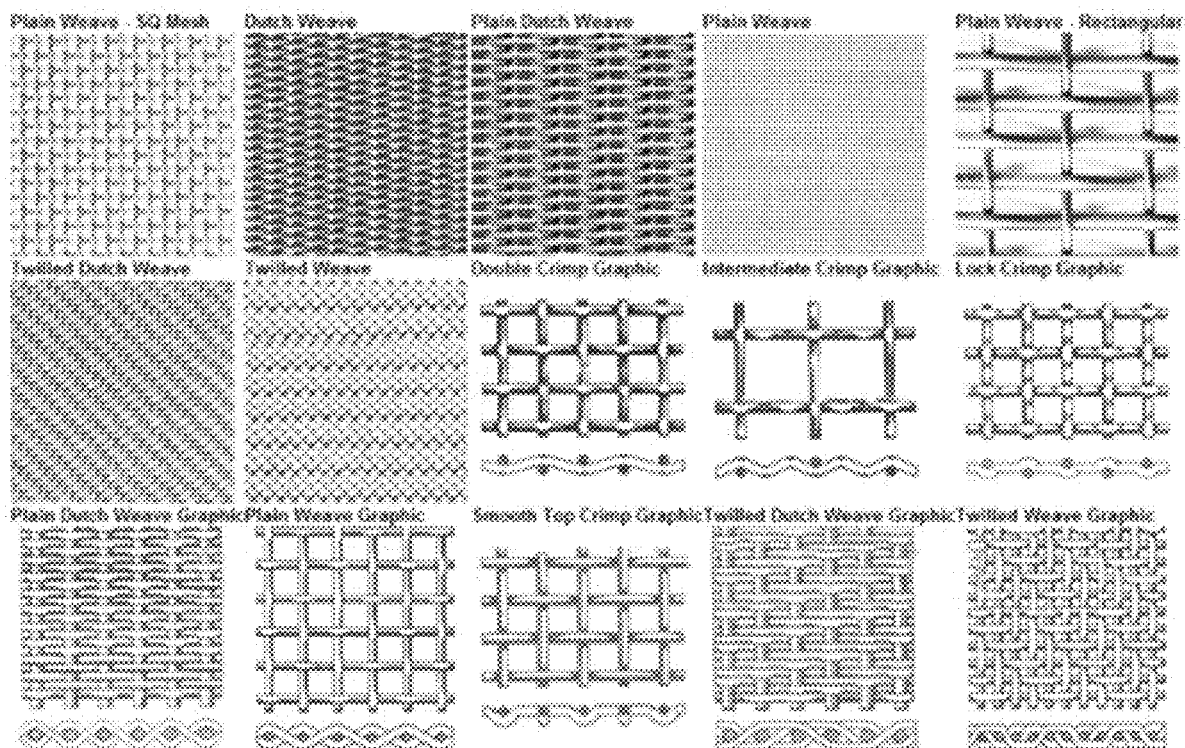 Plain Weave - SQ Mesh
Dutch Weave
Plain Dutch Weave
Plain Weave
Plain Weave - Rectangular
Twilled Dutch Weave
Twilled Weave
Double Crimp Graphic
Intermediate Crimp Graphic
Lock Crimp Graphic
Plain Dutch Weave Graphic
Plain Weave Graphic
Smooth Top Crimp Graphic
Twilled Dutch Weave Graphic
Twilled Weave Graphic